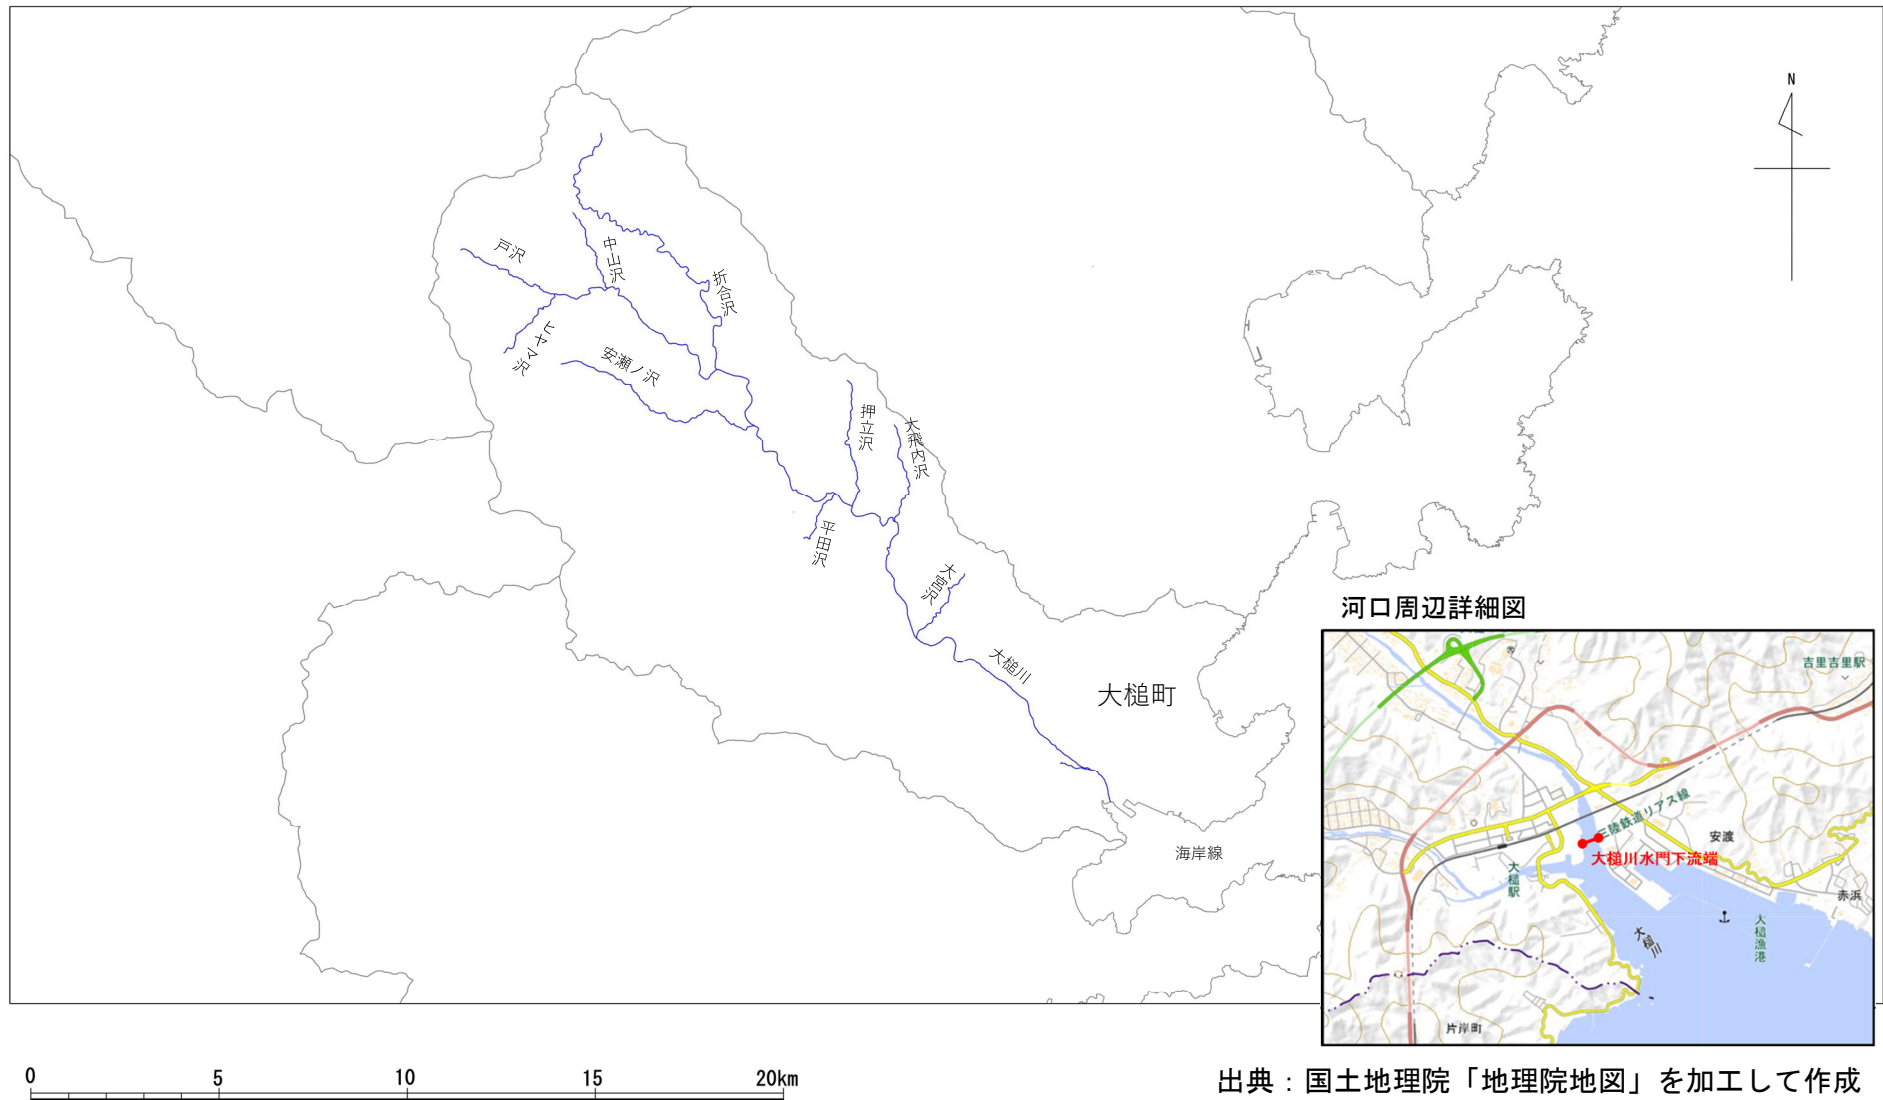 N
戸沢
中山沢
折合沢
ヒヤマ沢
安瀬ノ沢
押立沢
大飛内沢
平田沢
大宮沢
大槌川
大槌町
海岸線
河口周辺詳細図
吉里吉里駅
三陸鉄道リアス線
安渡
大槌川水門下流端
大槌駅
赤浜
大槌漁港
大槌川
片岸町
0 5 10 15 20km
出典：国土地理院「地理院地図」を加工して作成